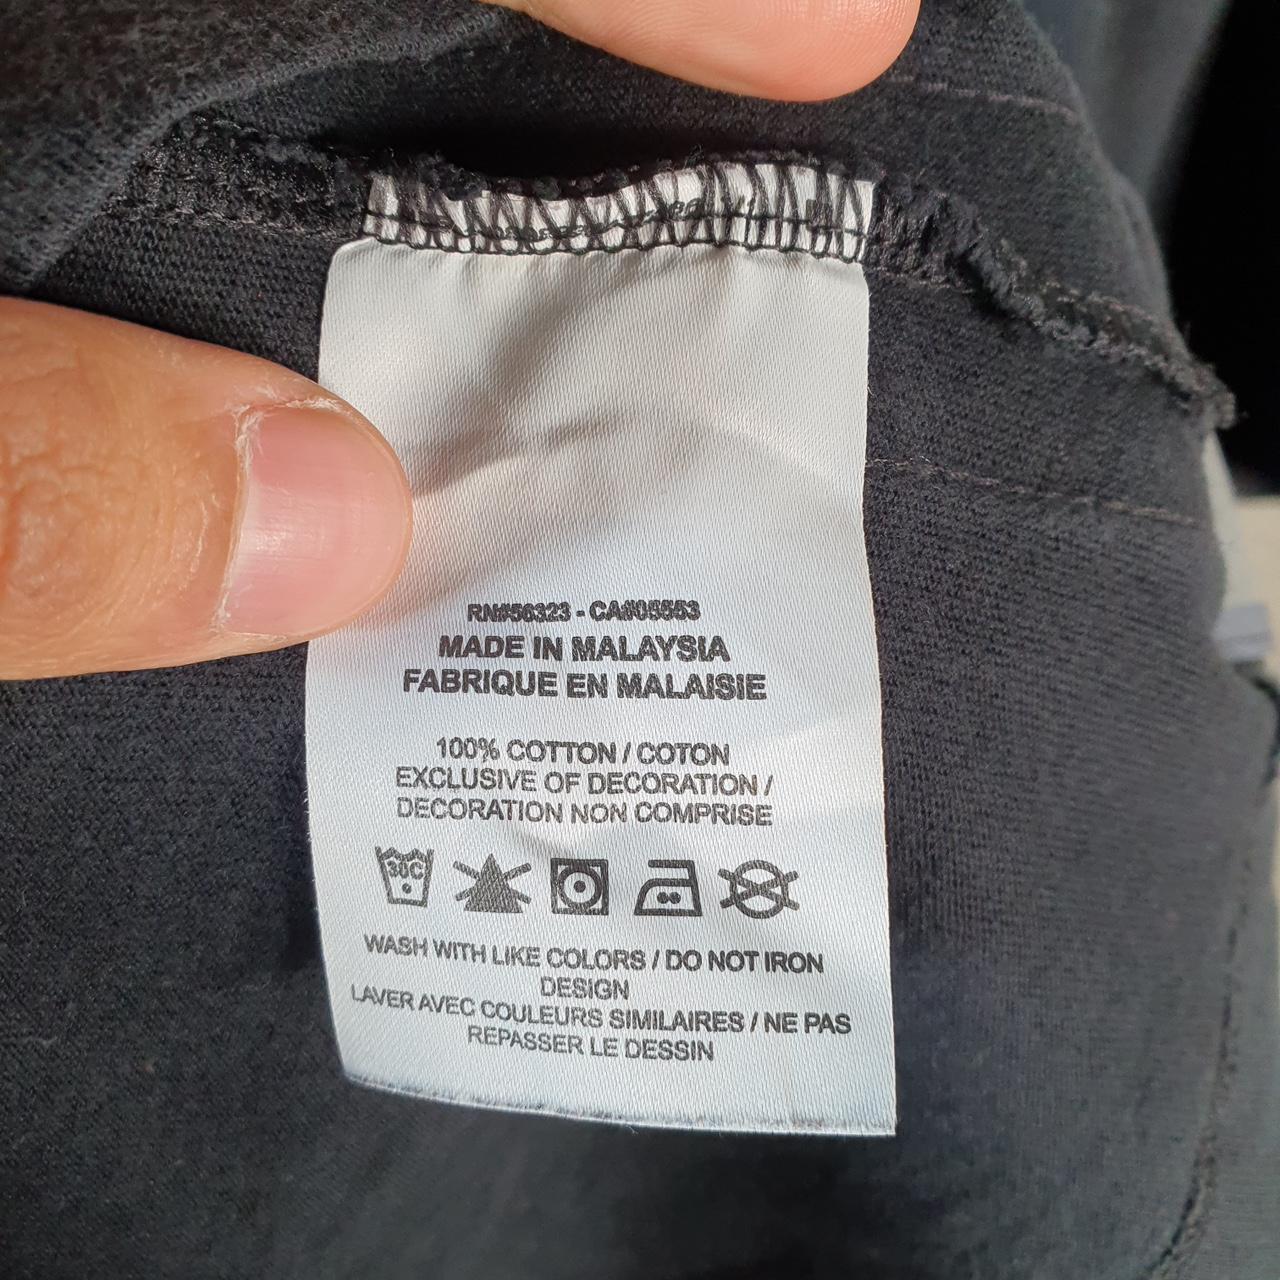 RN#56323 - CA#05553
MADE IN MALAYSIA
FABRIQUE EN MALAISIE
100% COTTON / COTON
EXCLUSIVE OF DECORATION /
DECORATION NON COMPRISE
30C
WASH WITH LIKE COLORS / DO NOT IRON
DESIGN
LAVER AVEC COULEURS SIMILAIRES / NE PAS
REPASSER LE DESSIN